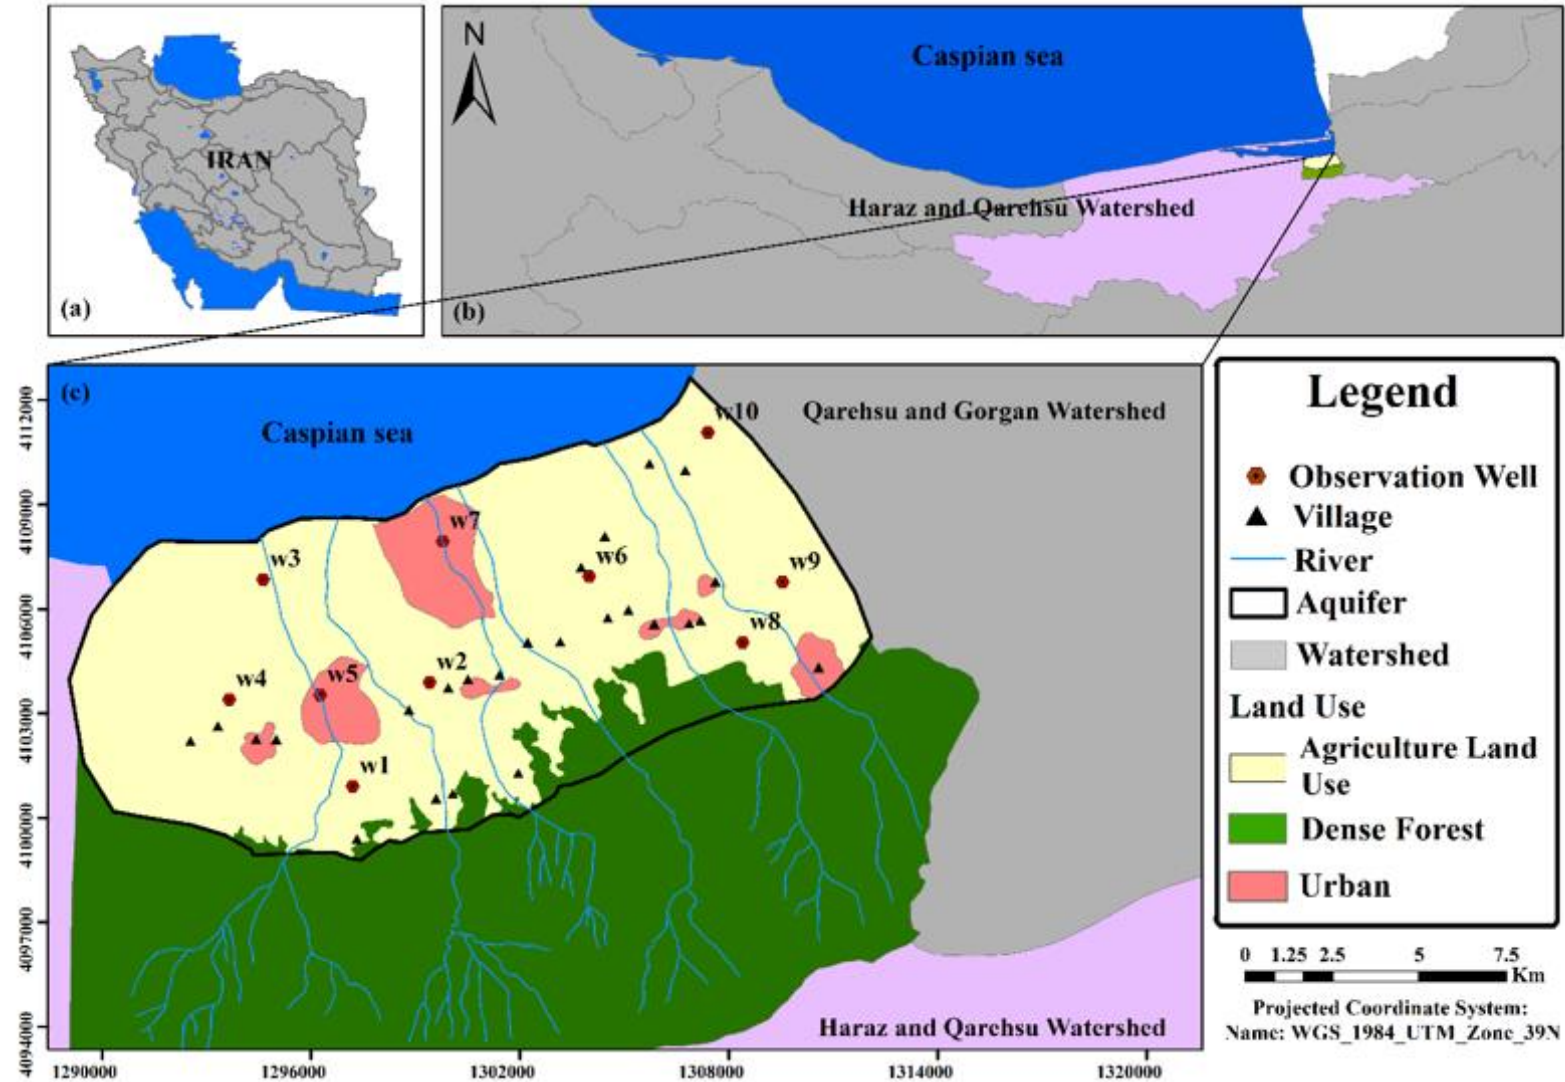 IRAN
(a)
N
Caspian sea
Haraz and Qarehsu Watershed
(b)
(c)
Caspian sea
w10
Qarehsu and Gorgan Watershed
w7
w3
w6
w9
w8
w2
w5
w4
w1
Haraz and Qarehsu Watershed
4112000
4109000
4106000
4103000
4100000
4097000
4094000
1290000
1296000
1302000
1308000
1314000
1320000
Legend
Observation Well
Village
River
Aquifer
Watershed
Land Use
Agriculture Land
Use
Dense Forest
Urban
0 1.25 2.5 5 7.5
Km
Projected Coordinate System:
Name: WGS_1984_UTM_Zone_39N